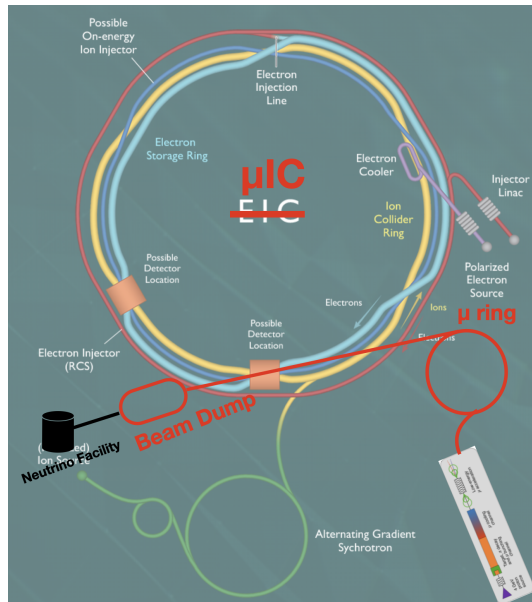 Possible
On-energy
Ion Injector
Electron
Injection
Line
Electron
Storage Ring
μIC
EIC
Electron
Cooler
Injector
Linac
Ion
Collider
Ring
Polarized
Electron
Source
Possible
Detector
Location
Electrons
Ions
μ ring
Possible
Detector
Location
Electrons
Electron Injector
(RCS)
Beam Dump
Neutrino Facility
Ion Source
Alternating Gradient
Sychrotron